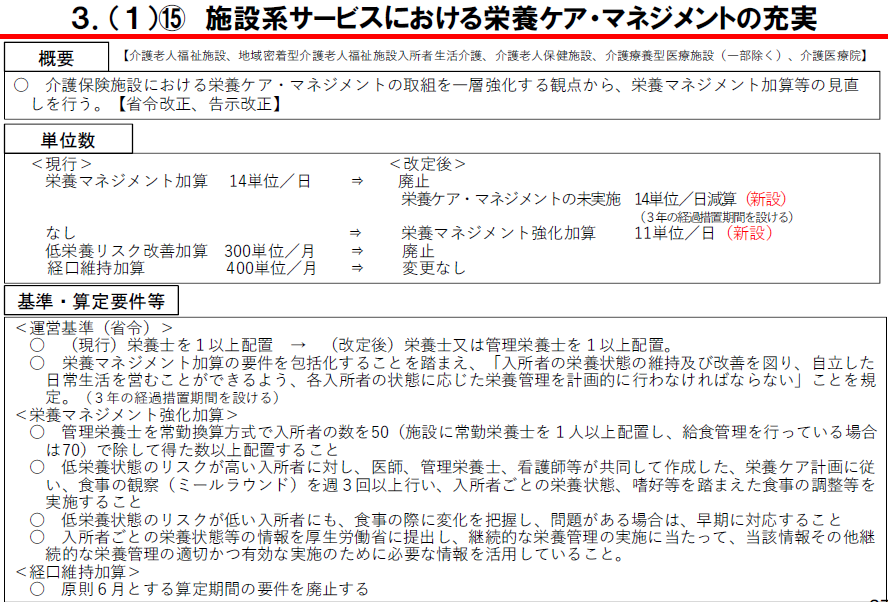 ３．（１）⑮　施設系サービスにおける栄養ケア・マネジメントの充実
概要　【介護老人福祉施設、地域密着型介護老人福祉施設入所者生活介護、介護老人保健施設、介護療養型医療施設（一部除く）、介護医療院】
○　介護保険施設における栄養ケア・マネジメントの取組を一層強化する観点から、栄養マネジメント加算等の見直
しを行う。【省令改正、告示改正】
単位数
＜現行＞　＜改定後＞
栄養マネジメント加算　14単位／日　⇒　廃止
栄養ケア・マネジメントの未実施　14単位／日減算（新設）
（３年の経過措置期間を設ける）
なし　⇒　栄養マネジメント強化加算　11単位／日（新設）
低栄養リスク改善加算　300単位／月　⇒　廃止
経口維持加算　400単位／月　⇒　変更なし
基準・算定要件等
＜運営基準（省令）＞
○　（現行）栄養士を１以上配置　→　（改定後）栄養士又は管理栄養士を１以上配置。
○　栄養マネジメント加算の要件を包括化することを踏まえ、「入所者の栄養状態の維持及び改善を図り、自立した
日常生活を営むことができるよう、各入所者の状態に応じた栄養管理を計画的に行わなければならない」ことを規
定。（３年の経過措置期間を設ける）
＜栄養マネジメント強化加算＞
○　管理栄養士を常勤換算方式で入所者の数を50（施設に常勤栄養士を１人以上配置し、給食管理を行っている場合
は70）で除して得た数以上配置すること
○　低栄養状態のリスクが高い入所者に対し、医師、管理栄養士、看護師等が共同して作成した、栄養ケア計画に従
い、食事の観察（ミールラウンド）を週３回以上行い、入所者ごとの栄養状態、嗜好等を踏まえた食事の調整等を
実施すること
○　低栄養状態のリスクが低い入所者にも、食事の際に変化を把握し、問題がある場合は、早期に対応すること
○　入所者ごとの栄養状態等の情報を厚生労働省に提出し、継続的な栄養管理の実施に当たって、当該情報その他継
続的な栄養管理の適切かつ有効な実施のために必要な情報を活用していること。
＜経口維持加算＞
○　原則６月とする算定期間の要件を廃止する